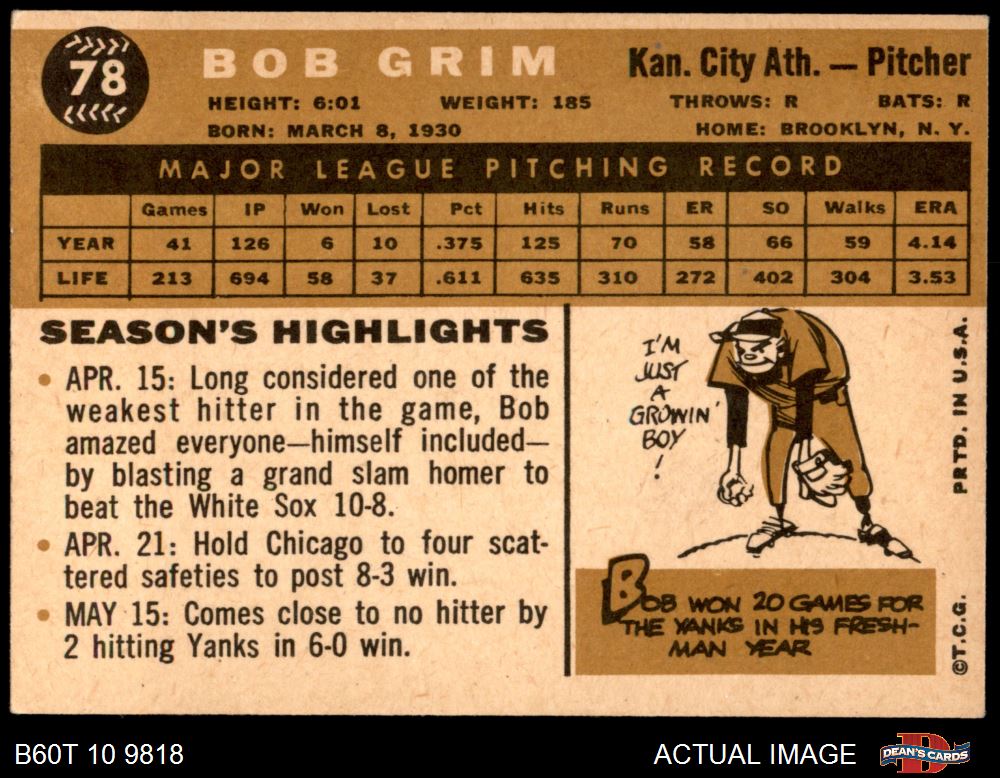 78
BOB GRIM
Kan. City Ath. — Pitcher
HEIGHT: 6:01 WEIGHT: 185 THROWS: R BATS: R
BORN: MARCH 8, 1930 HOME: BROOKLYN, N. Y.
MAJOR LEAGUE PITCHING RECORD
Games IP Won Lost Pct Hits Runs ER SO Walks ERA
YEAR 41 126 6 10 .375 125 70 58 66 59 4.14
LIFE 213 694 58 37 .611 635 310 272 402 304 3.53
SEASON'S HIGHLIGHTS
• APR. 15: Long considered one of the
weakest hitter in the game, Bob
amazed everyone—himself included—
by blasting a grand slam homer to
beat the White Sox 10-8.
• APR. 21: Hold Chicago to four scat-
tered safeties to post 8-3 win.
• MAY 15: Comes close to no hitter by
2 hitting Yanks in 6-0 win.
I'M
JUST
A
GROWIN'
BOY
!
BOB WON 20 GAMES FOR
THE YANKS IN HIS FRESH-
MAN YEAR
PRTD. IN U.S.A.
©T.C.G.
B60T 10 9818
ACTUAL IMAGE
DEAN'S CARDS